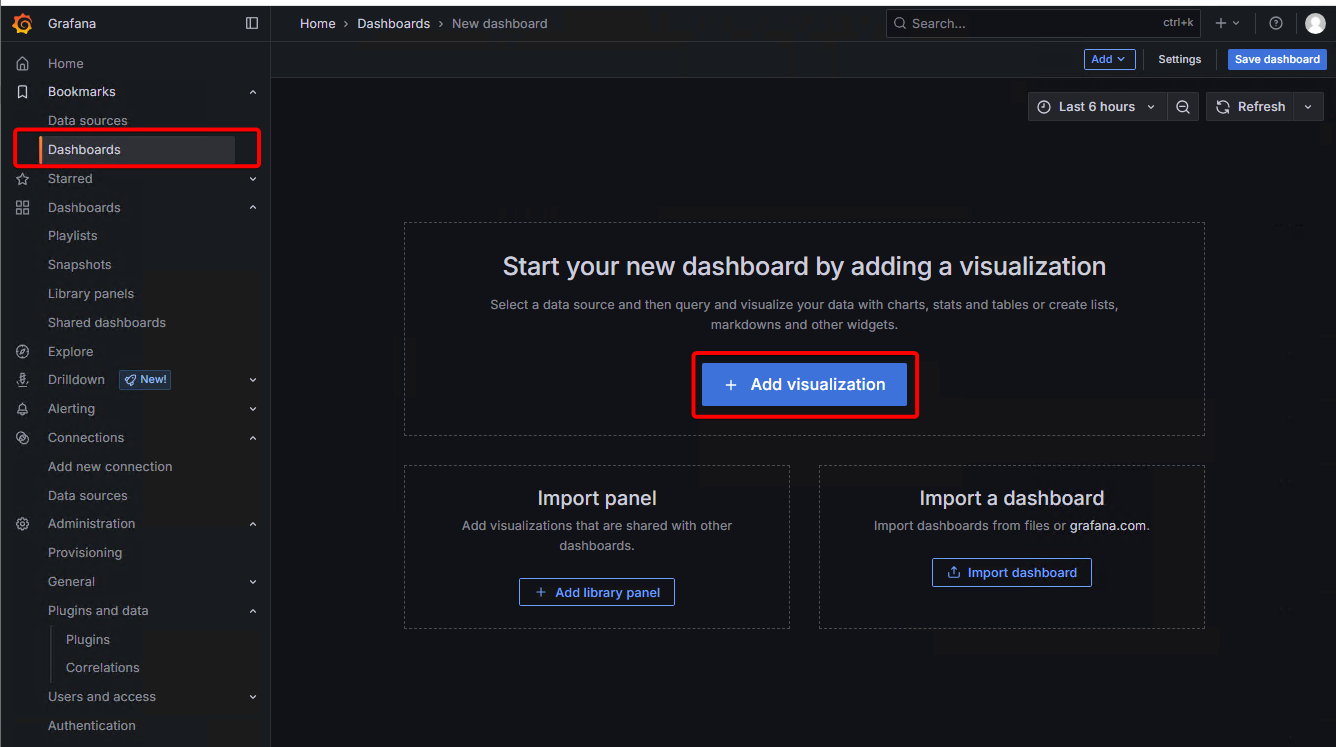 Grafana
Home › Dashboards › New dashboard
Search...
ctrl+k
Add
Settings
Save dashboard
Last 6 hours
Refresh
Home
Bookmarks
Data sources
Dashboards
Starred
Dashboards
Playlists
Snapshots
Library panels
Shared dashboards
Explore
Drilldown
New!
Alerting
Connections
Add new connection
Data sources
Administration
Provisioning
General
Plugins and data
Plugins
Correlations
Users and access
Authentication
Start your new dashboard by adding a visualization
Select a data source and then query and visualize your data with charts, stats and tables or create lists,
markdowns and other widgets.
+ Add visualization
Import panel
Add visualizations that are shared with other
dashboards.
+ Add library panel
Import a dashboard
Import dashboards from files or grafana.com.
Import dashboard